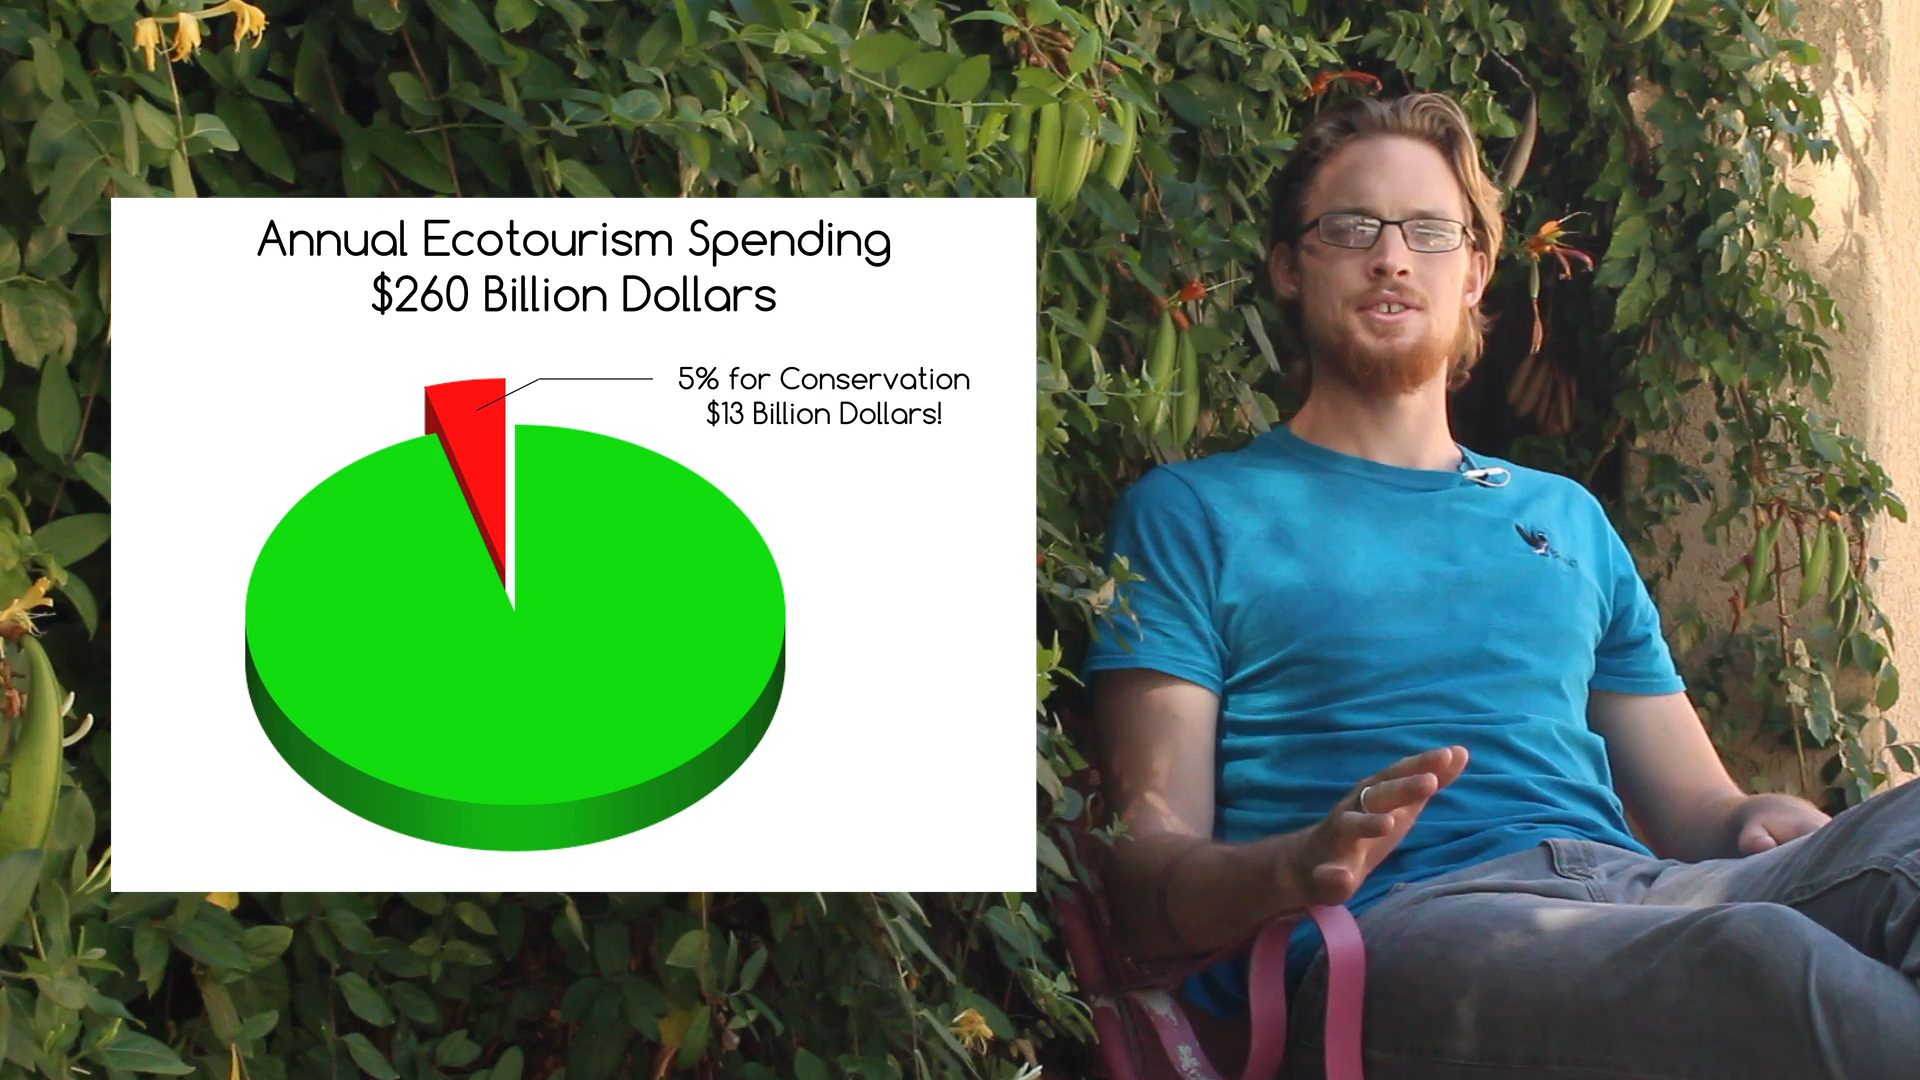 Annual Ecotourism Spending
$260 Billion Dollars
5% for Conservation
$13 Billion Dollars!